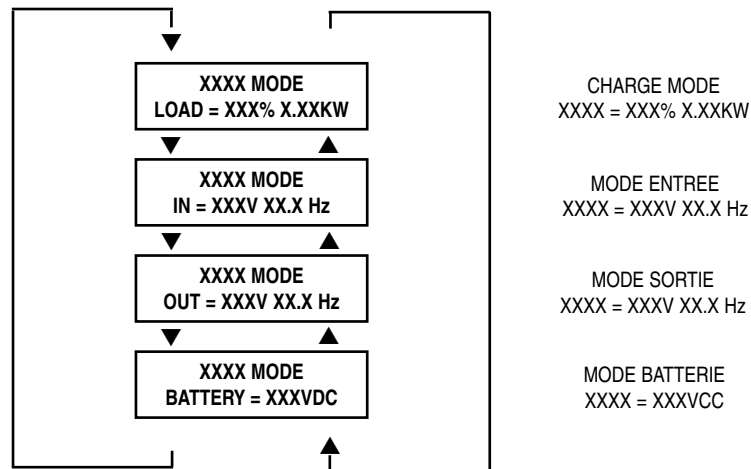 XXXX MODE
LOAD = XXX% X.XXKW
CHARGE MODE
XXXX = XXX% X.XXKW
XXXX MODE
IN = XXXV XX.X Hz
MODE ENTREE
XXXX = XXXV XX.X Hz
XXXX MODE
OUT = XXXV XX.X Hz
MODE SORTIE
XXXX = XXXV XX.X Hz
XXXX MODE
BATTERY = XXXVDC
MODE BATTERIE
XXXX = XXXVCC